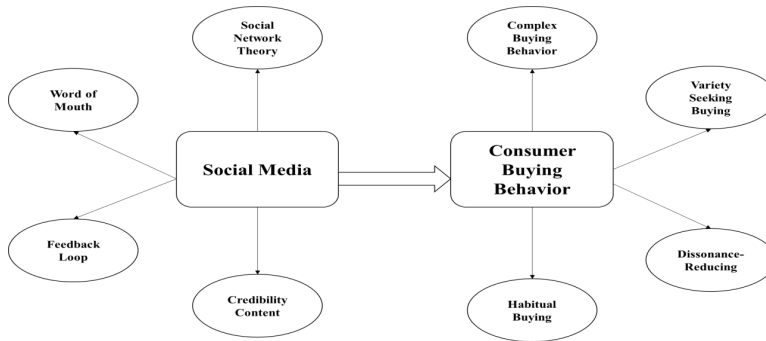 Social
Network
Theory
Complex
Buying
Behavior
Word of
Mouth
Variety
Seeking
Buying
Social Media
Consumer
Buying
Behavior
Feedback
Loop
Dissonance-
Reducing
Credibility
Content
Habitual
Buying